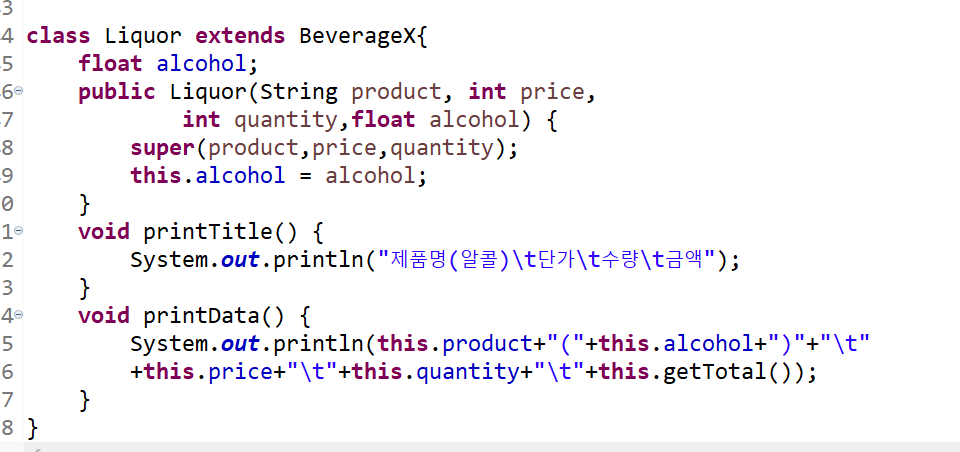 3
4 class Liquor extends BeverageX{
5 float alcohol;
6 public Liquor(String product, int price,
7 int quantity,float alcohol) {
8 super(product,price,quantity);
9 this.alcohol = alcohol;
0 }
1 void printTitle() {
2 System.out.println("제품명(알콜)\t단가\t수량\t금액");
3 }
4 void printData() {
5 System.out.println(this.product+"("+this.alcohol+")"+"\t"
6 +this.price+"\t"+this.quantity+"\t"+this.getTotal());
7 }
8 }